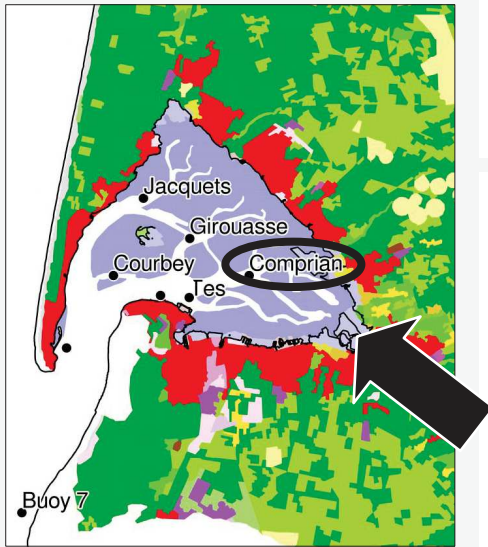 Jacquets
Girouasse
Courbey
Comprian
Tes
Buoy 7